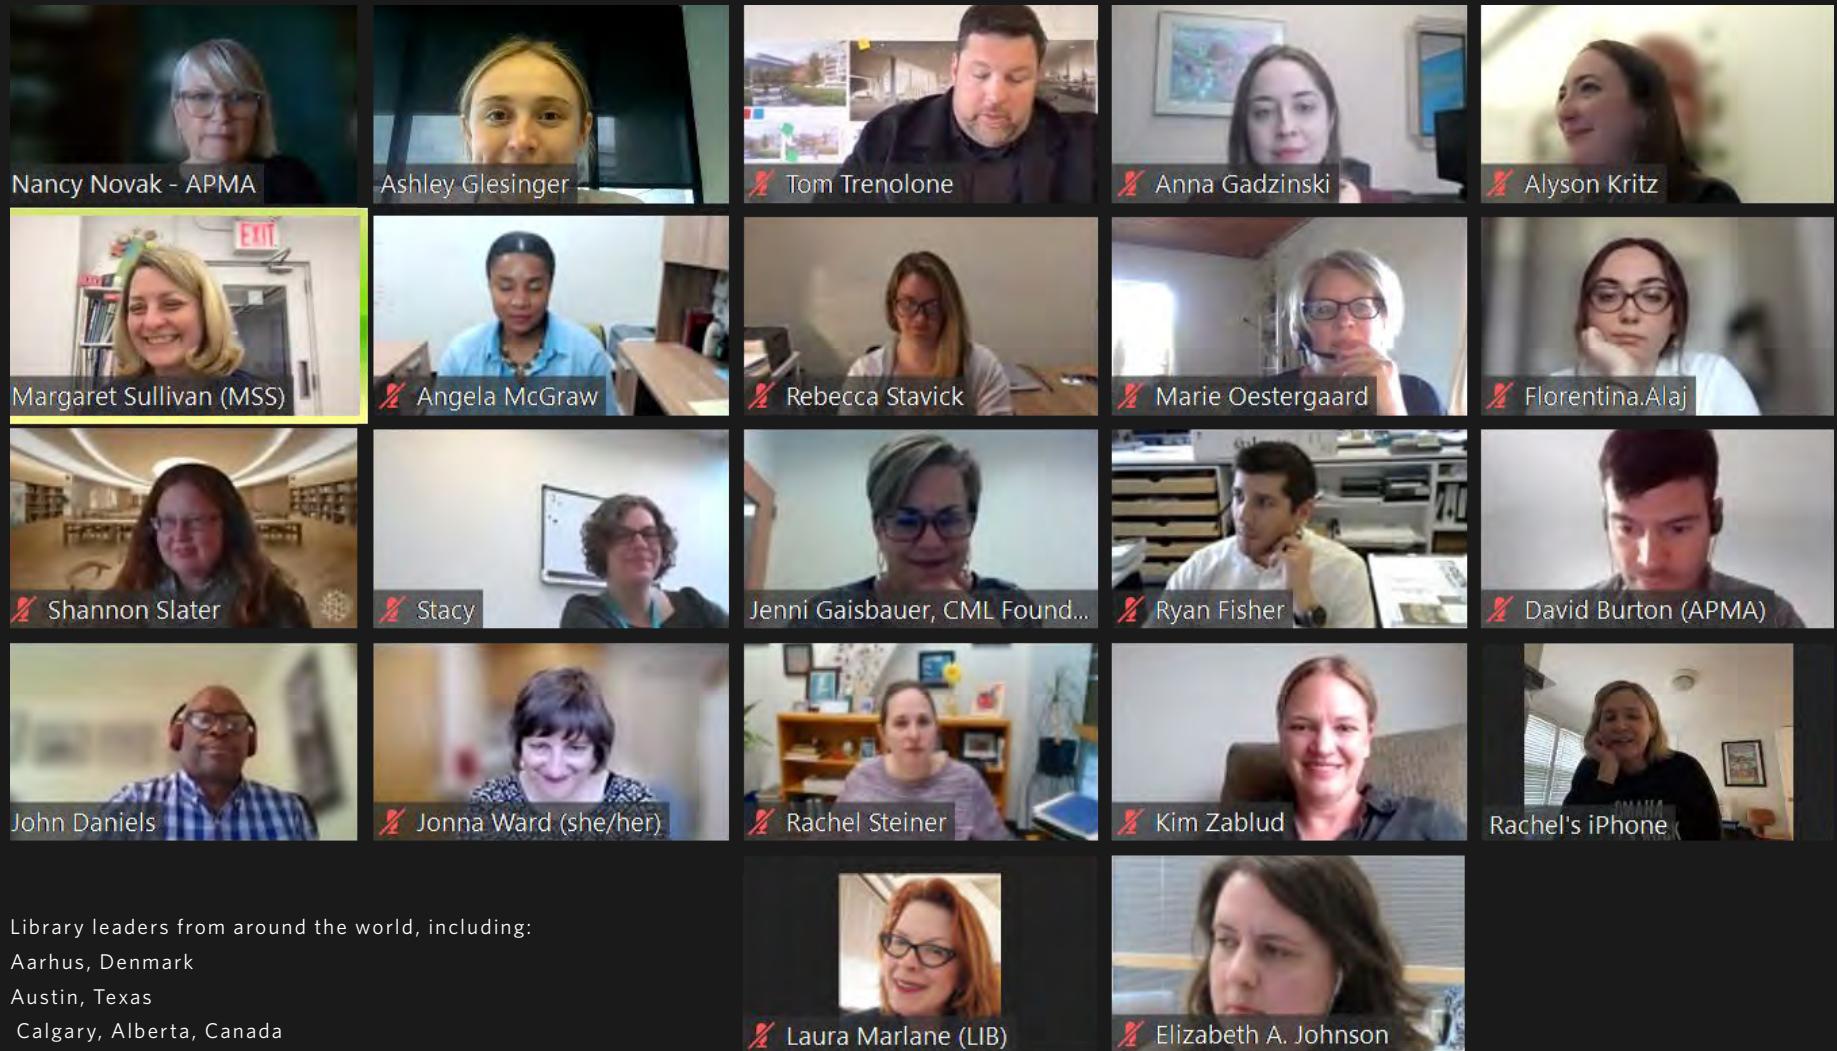 Nancy Novak - APMA
Ashley Glesinger
Tom Trenolone
Anna Gadzinski
Alyson Kritz
EXIT
Margaret Sullivan (MSS)
Angela McGraw
Rebecca Stavick
Marie Oestergaard
Florentina.Alaj
Shannon Slater
Stacy
Jenni Gaisbauer, CML Found...
Ryan Fisher
David Burton (APMA)
John Daniels
Jonna Ward (she/her)
Rachel Steiner
Kim Zablud
OMAHA
Rachel's iPhone
Library leaders from around the world, including:
Aarhus, Denmark
Austin, Texas
Calgary, Alberta, Canada
Laura Marlane (LIB)
Elizabeth A. Johnson